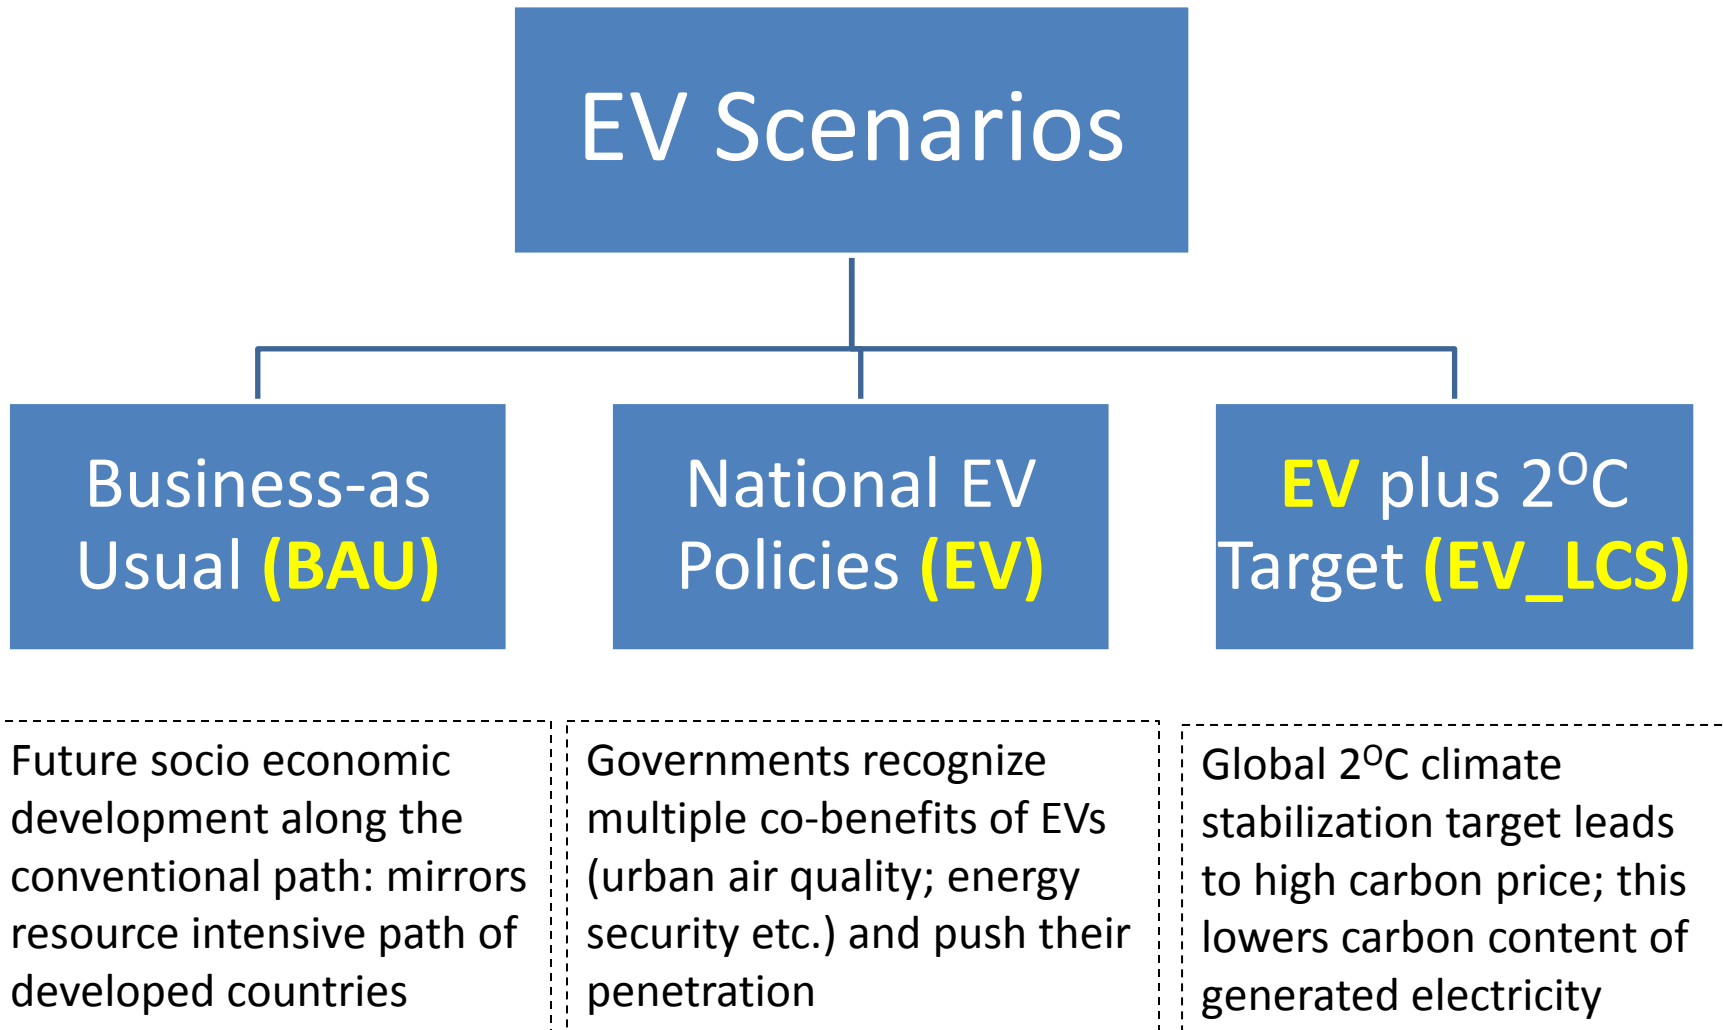 EV Scenarios
Business-as
Usual (BAU)
National EV
Policies (EV)
EV plus 2ᴼC
Target (EV_LCS)
Future socio economic
development along the
conventional path: mirrors
resource intensive path of
developed countries
Governments recognize
multiple co-benefits of EVs
(urban air quality; energy
security etc.) and push their
penetration
Global 2ᴼC climate
stabilization target leads
to high carbon price; this
lowers carbon content of
generated electricity